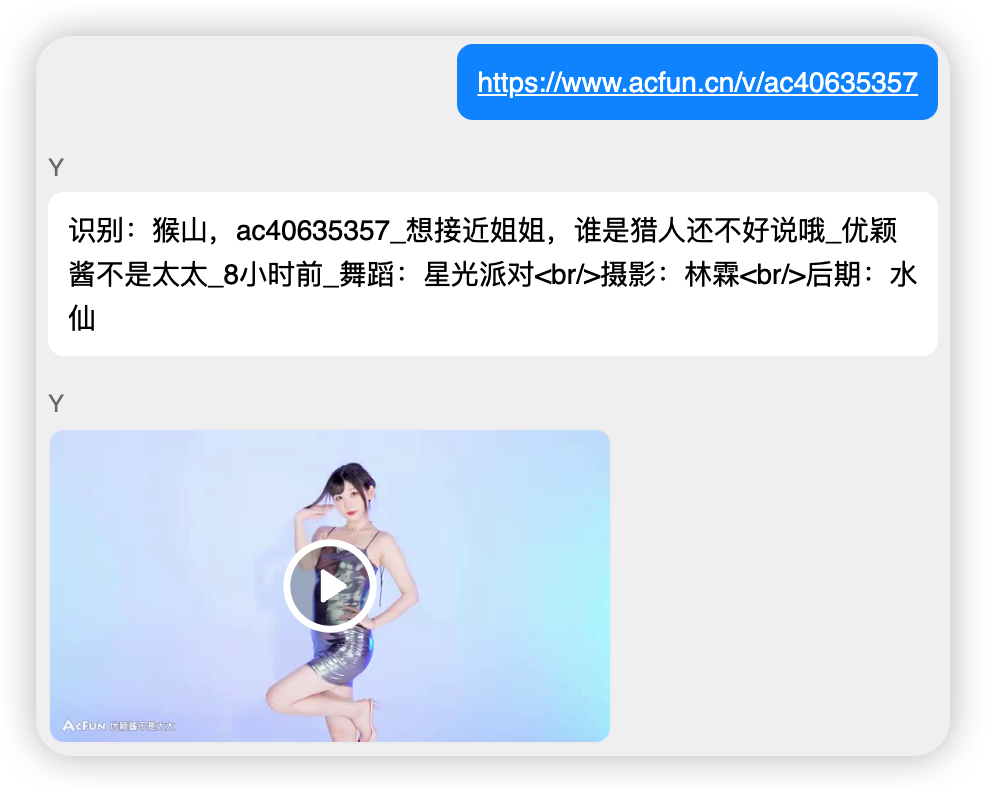 https://www.acfun.cn/v/ac40635357
Y
识别：猴山，ac40635357_想接近姐姐，谁是猎人还不好说哦_优颖
酱不是太太_8小时前_舞蹈：星光派对<br/>摄影：林霖<br/>后期：水
仙
Y
ACFUN 优颖酱不是太太